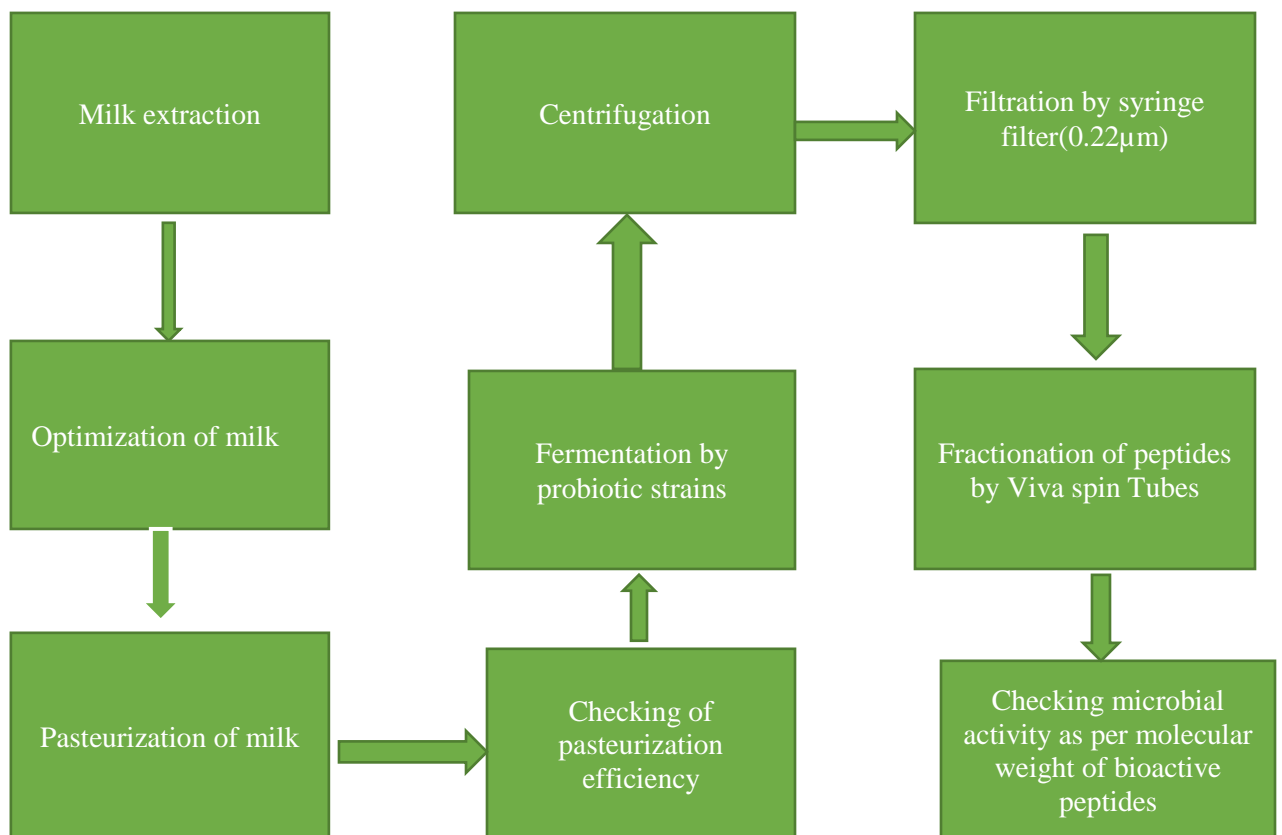 Milk extraction
Optimization of milk
Pasteurization of milk
Checking of
pasteurization
efficiency
Fermentation by
probiotic strains
Centrifugation
Filtration by syringe
filter(0.22µm)
Fractionation of peptides
by Viva spin Tubes
Checking microbial
activity as per molecular
weight of bioactive
peptides